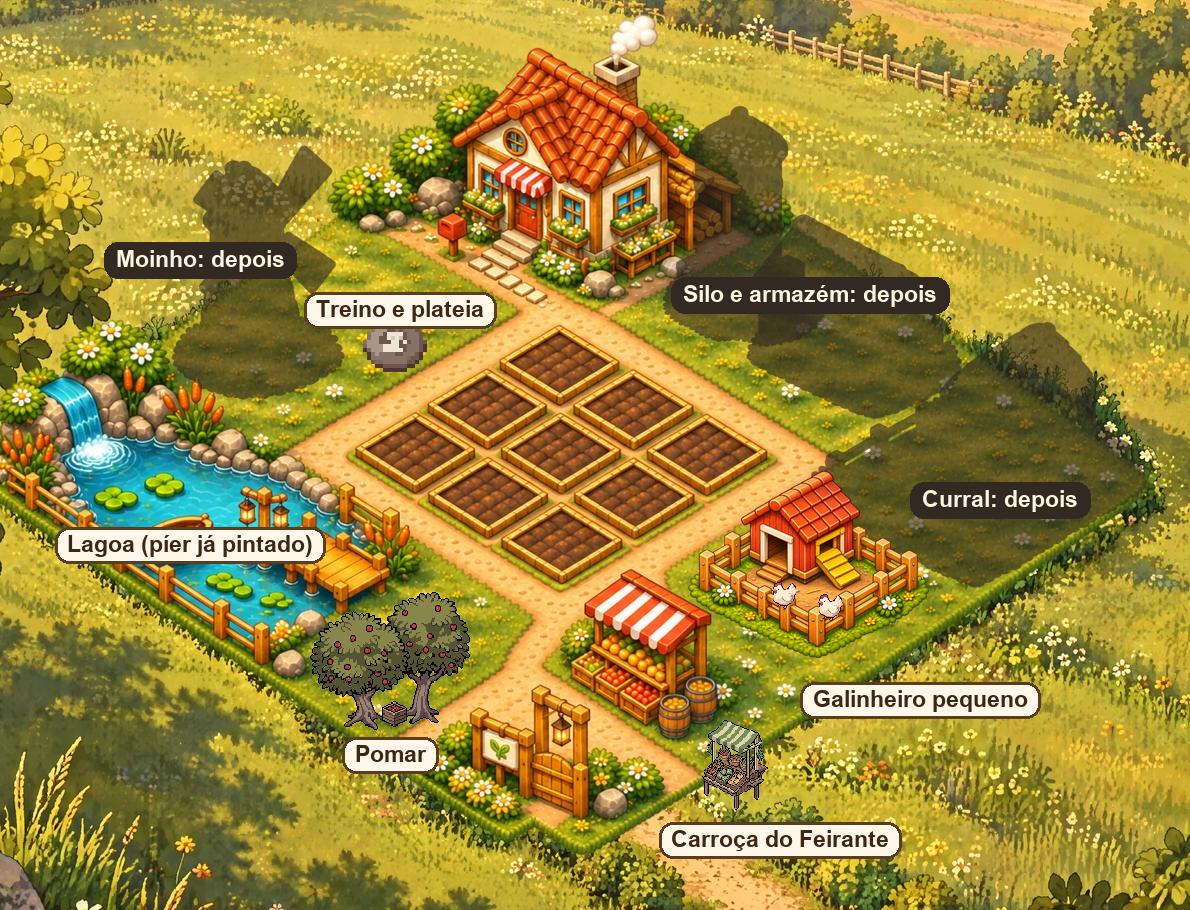 Moinho: depois
Silo e armazém: depois
Treino e plateia
Curral: depois
Lagoa (píer já pintado)
Galinheiro pequeno
Pomar
Carroça do Feirante